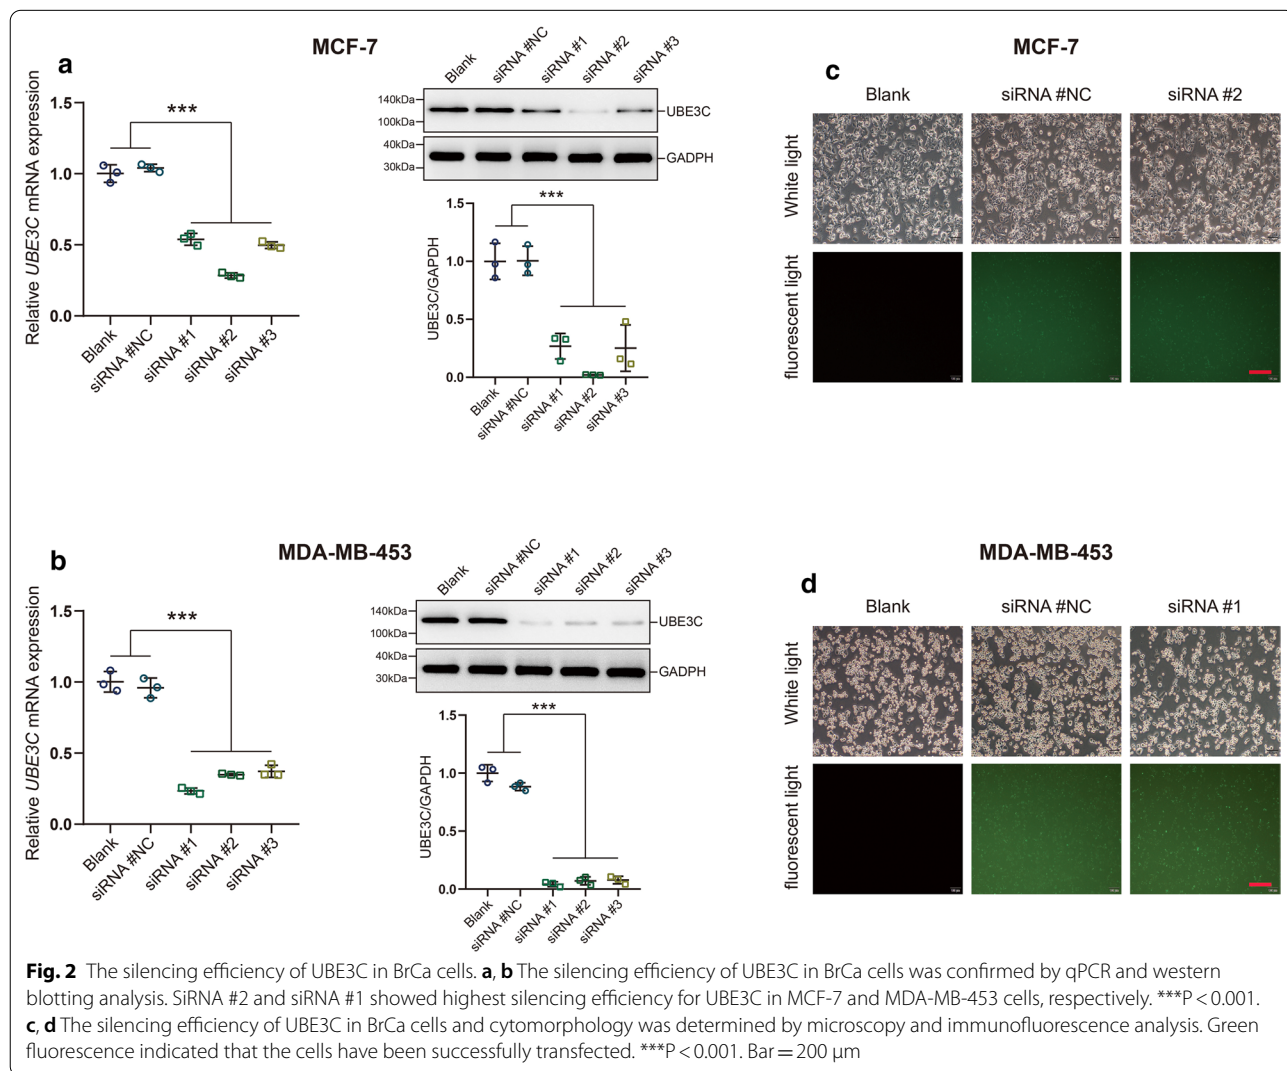 MCF-7
a
Relative UBE3C mRNA expression
1.5
1.0
0.5
0.0
***
Blank
siRNA #NC
siRNA #1
siRNA #2
siRNA #3
Blank
siRNA #NC
siRNA #1
siRNA #2
siRNA #3
140kDa
100kDa
UBE3C
40kDa
30kDa
GADPH
UBE3C/GAPDH
1.5
1.0
0.5
0.0
***
Blank
siRNA #NC
siRNA #1
siRNA #2
siRNA #3
MCF-7
c
Blank
siRNA #NC
siRNA #2
White light
fluorescent light
MDA-MB-453
b
Relative UBE3C mRNA expression
1.5
1.0
0.5
0.0
***
Blank
siRNA #NC
siRNA #1
siRNA #2
siRNA #3
Blank
siRNA #NC
siRNA #1
siRNA #2
siRNA #3
140kDa
100kDa
UBE3C
40kDa
30kDa
GADPH
UBE3C/GAPDH
1.5
1.0
0.5
0.0
***
Blank
siRNA #NC
siRNA #1
siRNA #2
siRNA #3
MDA-MB-453
d
Blank
siRNA #NC
siRNA #1
White light
fluorescent light
Fig. 2 The silencing efficiency of UBE3C in BrCa cells. a, b The silencing efficiency of UBE3C in BrCa cells was confirmed by qPCR and western
blotting analysis. SiRNA #2 and siRNA #1 showed highest silencing efficiency for UBE3C in MCF-7 and MDA-MB-453 cells, respectively. ***P < 0.001.
c, d The silencing efficiency of UBE3C in BrCa cells and cytomorphology was determined by microscopy and immunofluorescence analysis. Green
fluorescence indicated that the cells have been successfully transfected. ***P < 0.001. Bar = 200 μm